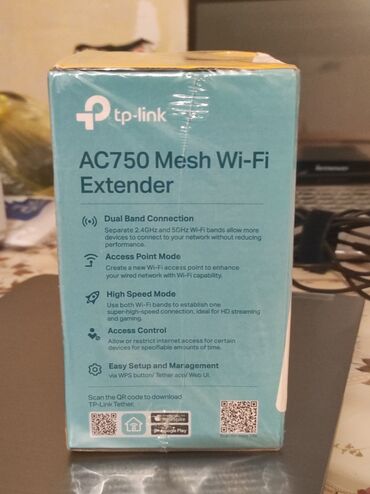 tp-link
AC750 Mesh Wi-Fi
Extender
Dual Band Connection
Separate 2.4GHz and 5GHz Wi-Fi bands allow more
devices to connect to your network without reducing
performance.
Access Point Mode
Create a new Wi-Fi access point to enhance
your wired network with Wi-Fi capability.
High Speed Mode
Use both Wi-Fi bands to establish one
super-high-speed connection, ideal for HD streaming
and gaming.
Access Control
Allow or restrict internet access for certain
devices for specifiable amounts of time.
Easy Setup and Management
via WPS button/ Tether app/ Web UI.
Scan the QR code to download
TP-Link Tether.
Google Play
lenovo